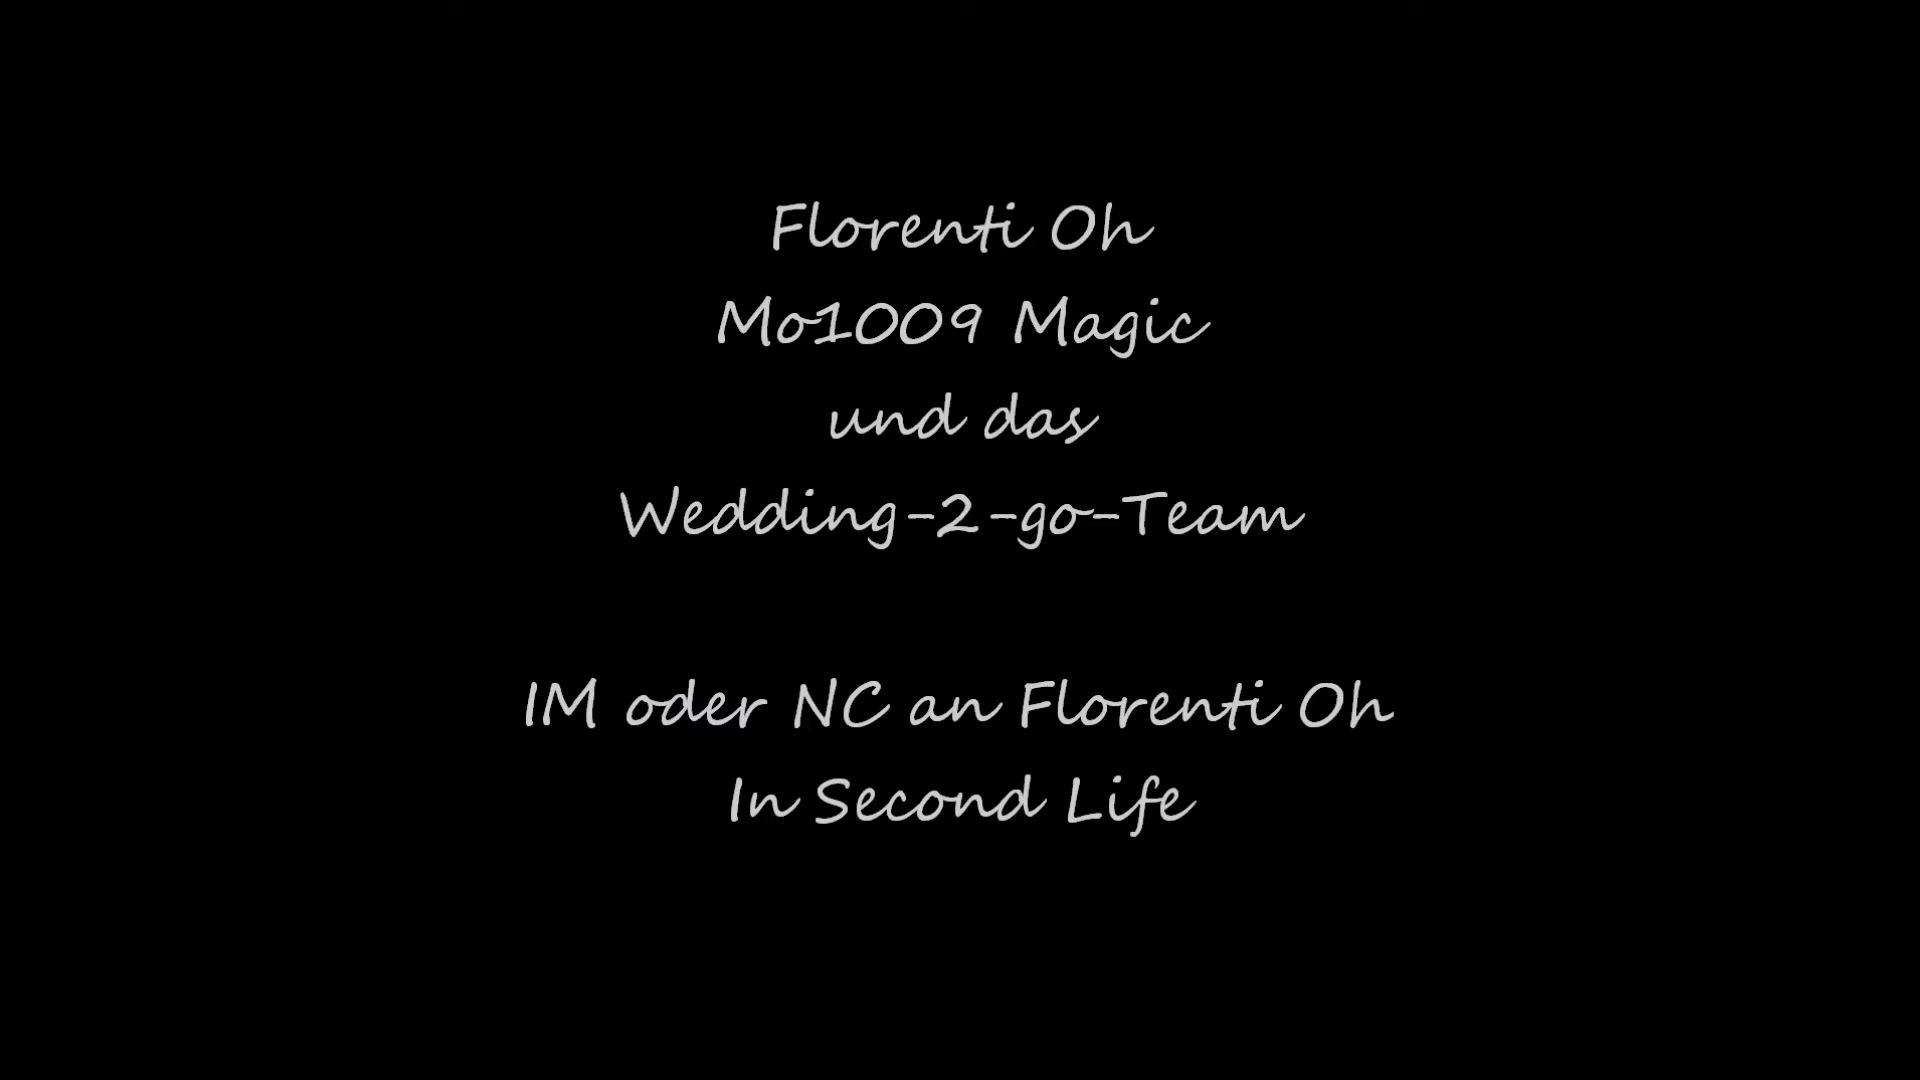 Florenti Oh
Mo1009 Magic
und das
Wedding-2-go-Team
IM oder NC an Florenti Oh
In Second Life